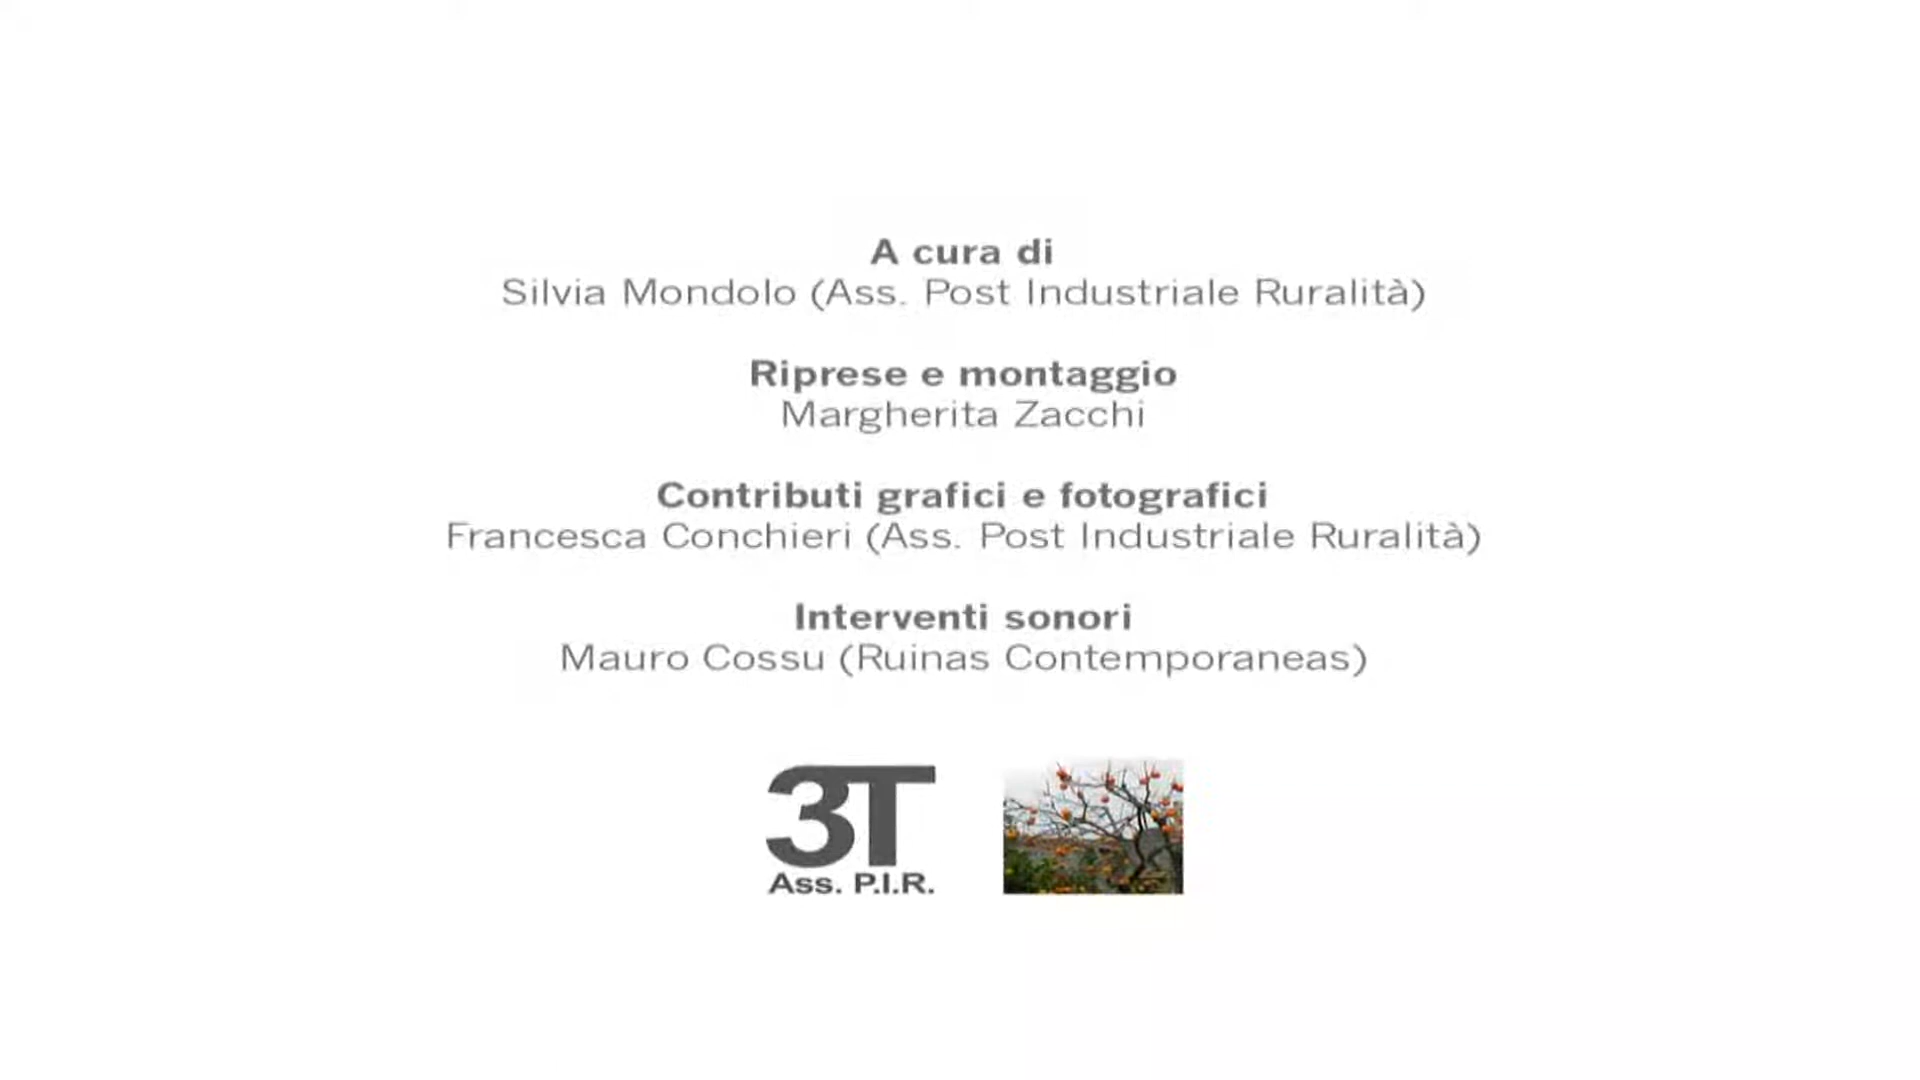 A cura di
Silvia Mondolo (Ass. Post Industriale Ruralità)
Riprese e montaggio
Margherita Zacchi
Contributi grafici e fotografici
Francesca Conchieri (Ass. Post Industriale Ruralità)
Interventi sonori
Mauro Cossu (Ruinas Contemporaneas)
3T
Ass. P.I.R.